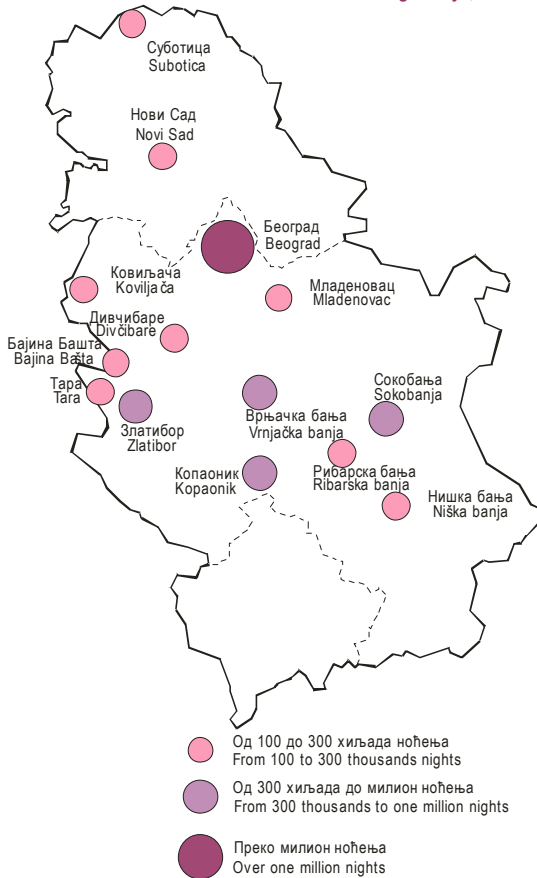 Суботица
Subotica
Нови Сад
Novi Sad
Београд
Beograd
Ковиљача
Koviljača
Младеновац
Mladenovac
Дивчибаре
Divčibare
Бајина Башта
Bajina Bašta
Тара
Tara
Златибор
Zlatibor
Врњачка бања
Vrnjačka banja
Сокобања
Sokobanja
Копаоник
Kopaonik
Рибарска бања
Ribarska banja
Нишка бања
Niška banja
Од 100 до 300 хиљада ноћења
From 100 to 300 thousands nights
Од 300 хиљада до милион ноћења
From 300 thousands to one million nights
Преко милион ноћења
Over one million nights